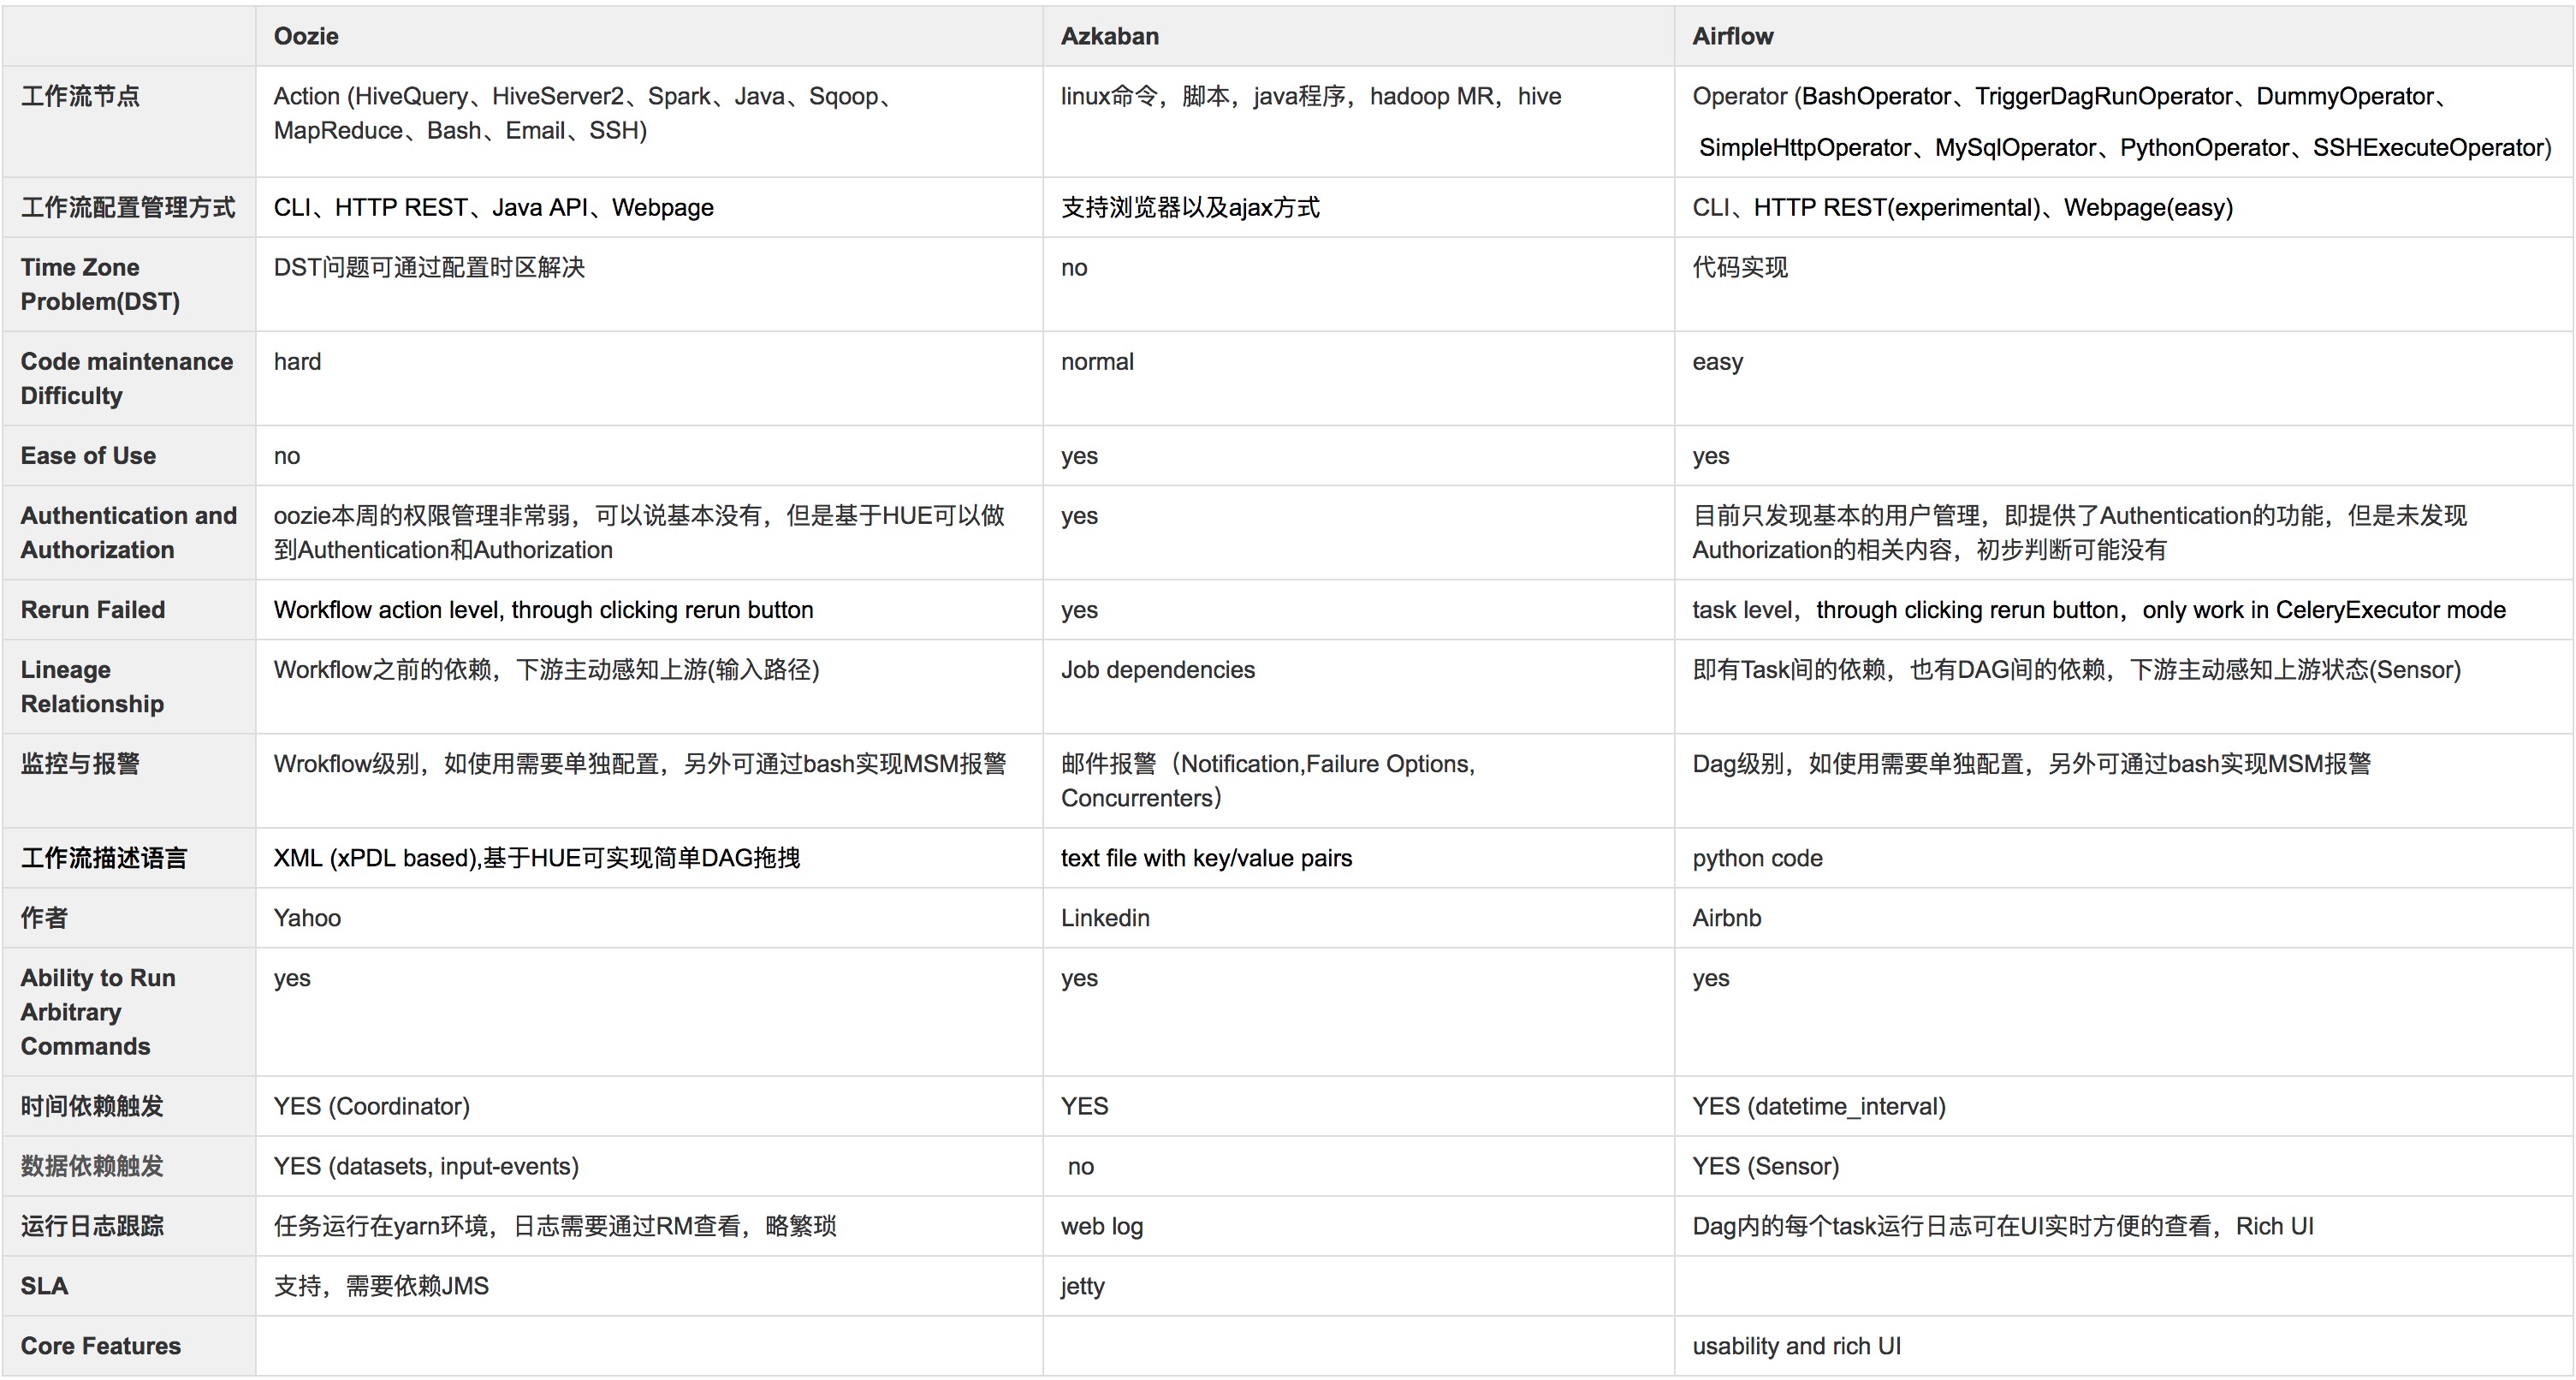 Oozie
Azkaban
Airflow
工作流节点
Action (HiveQuery、HiveServer2、Spark、Java、Sqoop、
MapReduce、Bash、Email、SSH)
linux命令，脚本，java程序，hadoop MR，hive
Operator (BashOperator、TriggerDagRunOperator、DummyOperator、
SimpleHttpOperator、MySqlOperator、PythonOperator、SSHExecuteOperator)
工作流配置管理方式
CLI、HTTP REST、Java API、Webpage
支持浏览器以及ajax方式
CLI、HTTP REST(experimental)、Webpage(easy)
Time Zone
Problem(DST)
DST问题可通过配置时区解决
no
代码实现
Code maintenance
Difficulty
hard
normal
easy
Ease of Use
no
yes
yes
Authentication and
Authorization
oozie本周的权限管理非常弱，可以说基本没有，但是基于HUE可以做
到Authentication和Authorization
yes
目前只发现基本的用户管理，即提供了Authentication的功能，但是未发现
Authorization的相关内容，初步判断可能没有
Rerun Failed
Workflow action level, through clicking rerun button
yes
task level，through clicking rerun button，only work in CeleryExecutor mode
Lineage
Relationship
Workflow之前的依赖，下游主动感知上游(输入路径)
Job dependencies
即有Task间的依赖，也有DAG间的依赖，下游主动感知上游状态(Sensor)
监控与报警
Wrokflow级别，如使用需要单独配置，另外可通过bash实现MSM报警
邮件报警（Notification,Failure Options,
Concurrenters）
Dag级别，如使用需要单独配置，另外可通过bash实现MSM报警
工作流描述语言
XML (xPDL based),基于HUE可实现简单DAG拖拽
text file with key/value pairs
python code
作者
Yahoo
Linkedin
Airbnb
Ability to Run
Arbitrary
Commands
yes
yes
yes
时间依赖触发
YES (Coordinator)
YES
YES (datetime_interval)
数据依赖触发
YES (datasets, input-events)
no
YES (Sensor)
运行日志跟踪
任务运行在yarn环境，日志需要通过RM查看，略繁琐
web log
Dag内的每个task运行日志可在UI实时方便的查看，Rich UI
SLA
支持，需要依赖JMS
jetty
Core Features
usability and rich UI